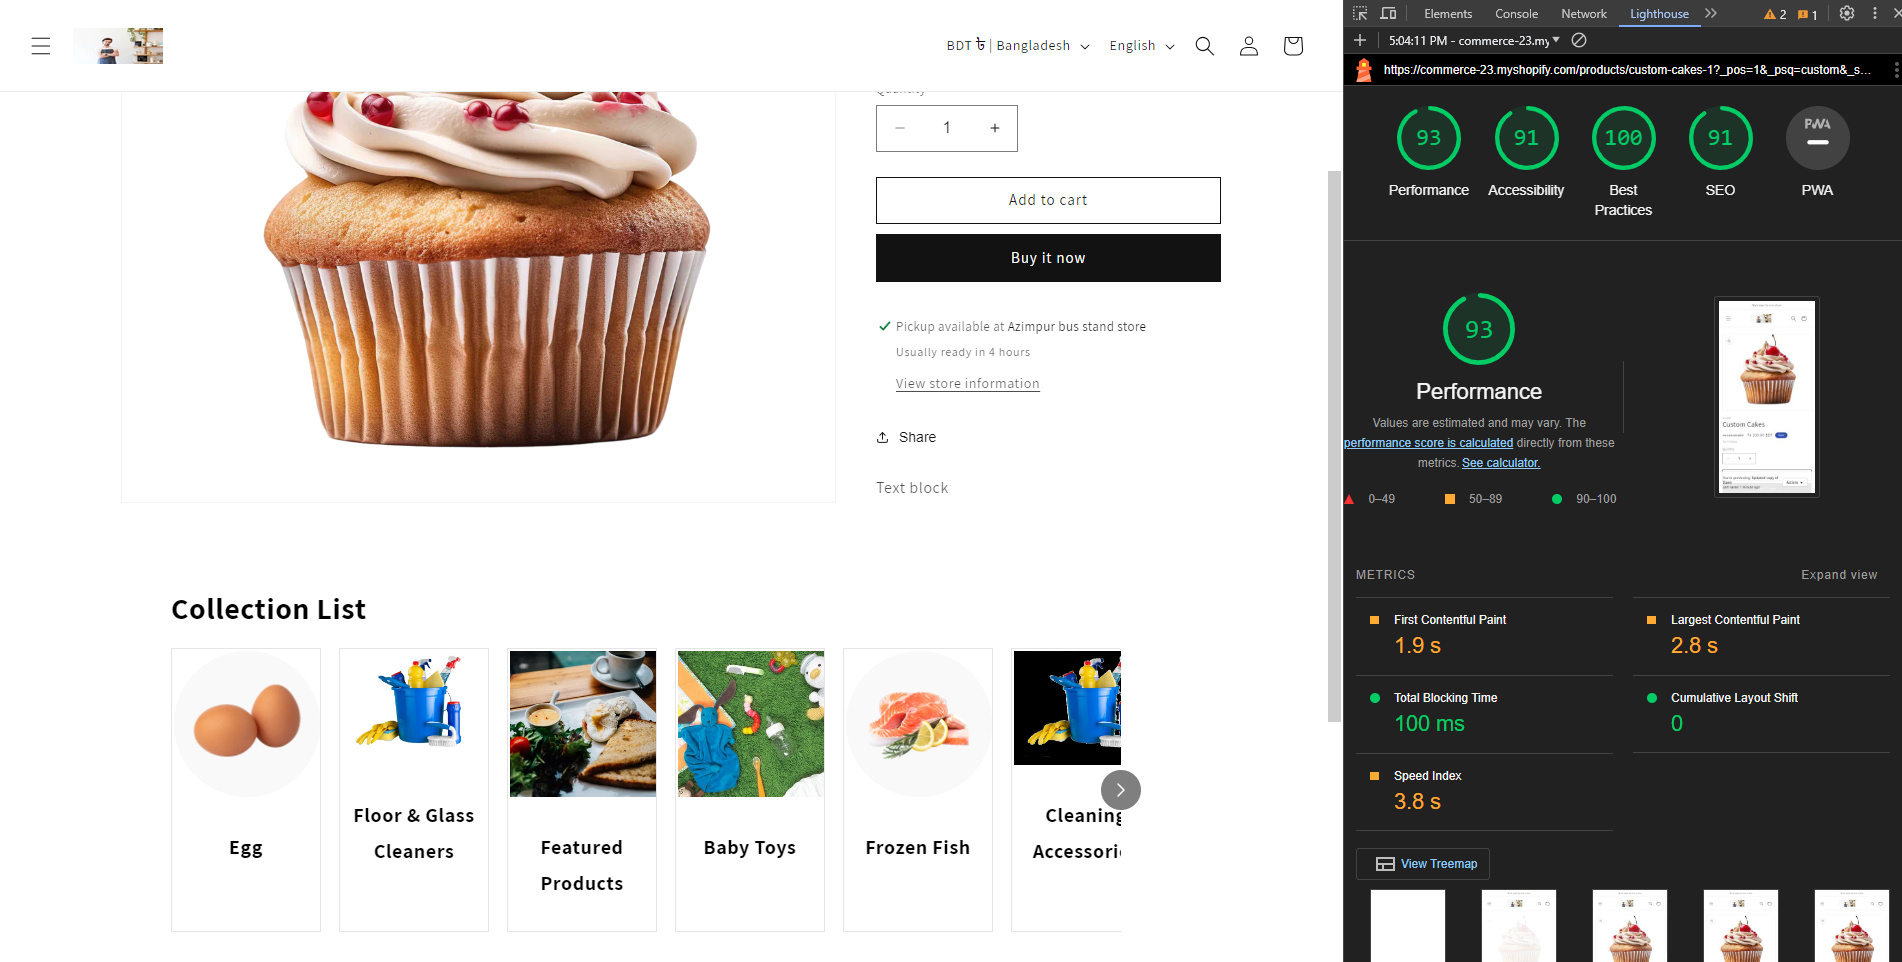 BDT ৳ | Bangladesh
English
Quantity
1
Add to cart
Buy it now
Pickup available at Azimpur bus stand store
Usually ready in 4 hours
View store information
Share
Text block
Collection List
Egg
Floor & Glass
Cleaners
Featured
Products
Baby Toys
Frozen Fish
Cleaning
Accessori
Elements
Console
Network
Lighthouse
2
1
5:04:11 PM - commerce-23.my
https://commerce-23.myshopify.com/products/custom-cakes-1?_pos=1&_psq=custom&_s...
93
91
100
91
PWA
Performance
Accessibility
Best
Practices
SEO
PWA
93
Performance
Values are estimated and may vary. The
performance score is calculated directly from these
metrics. See calculator.
0–49
50–89
90–100
Custom Cakes
METRICS
Expand view
First Contentful Paint
1.9 s
Largest Contentful Paint
2.8 s
Total Blocking Time
100 ms
Cumulative Layout Shift
0
Speed Index
3.8 s
View Treemap